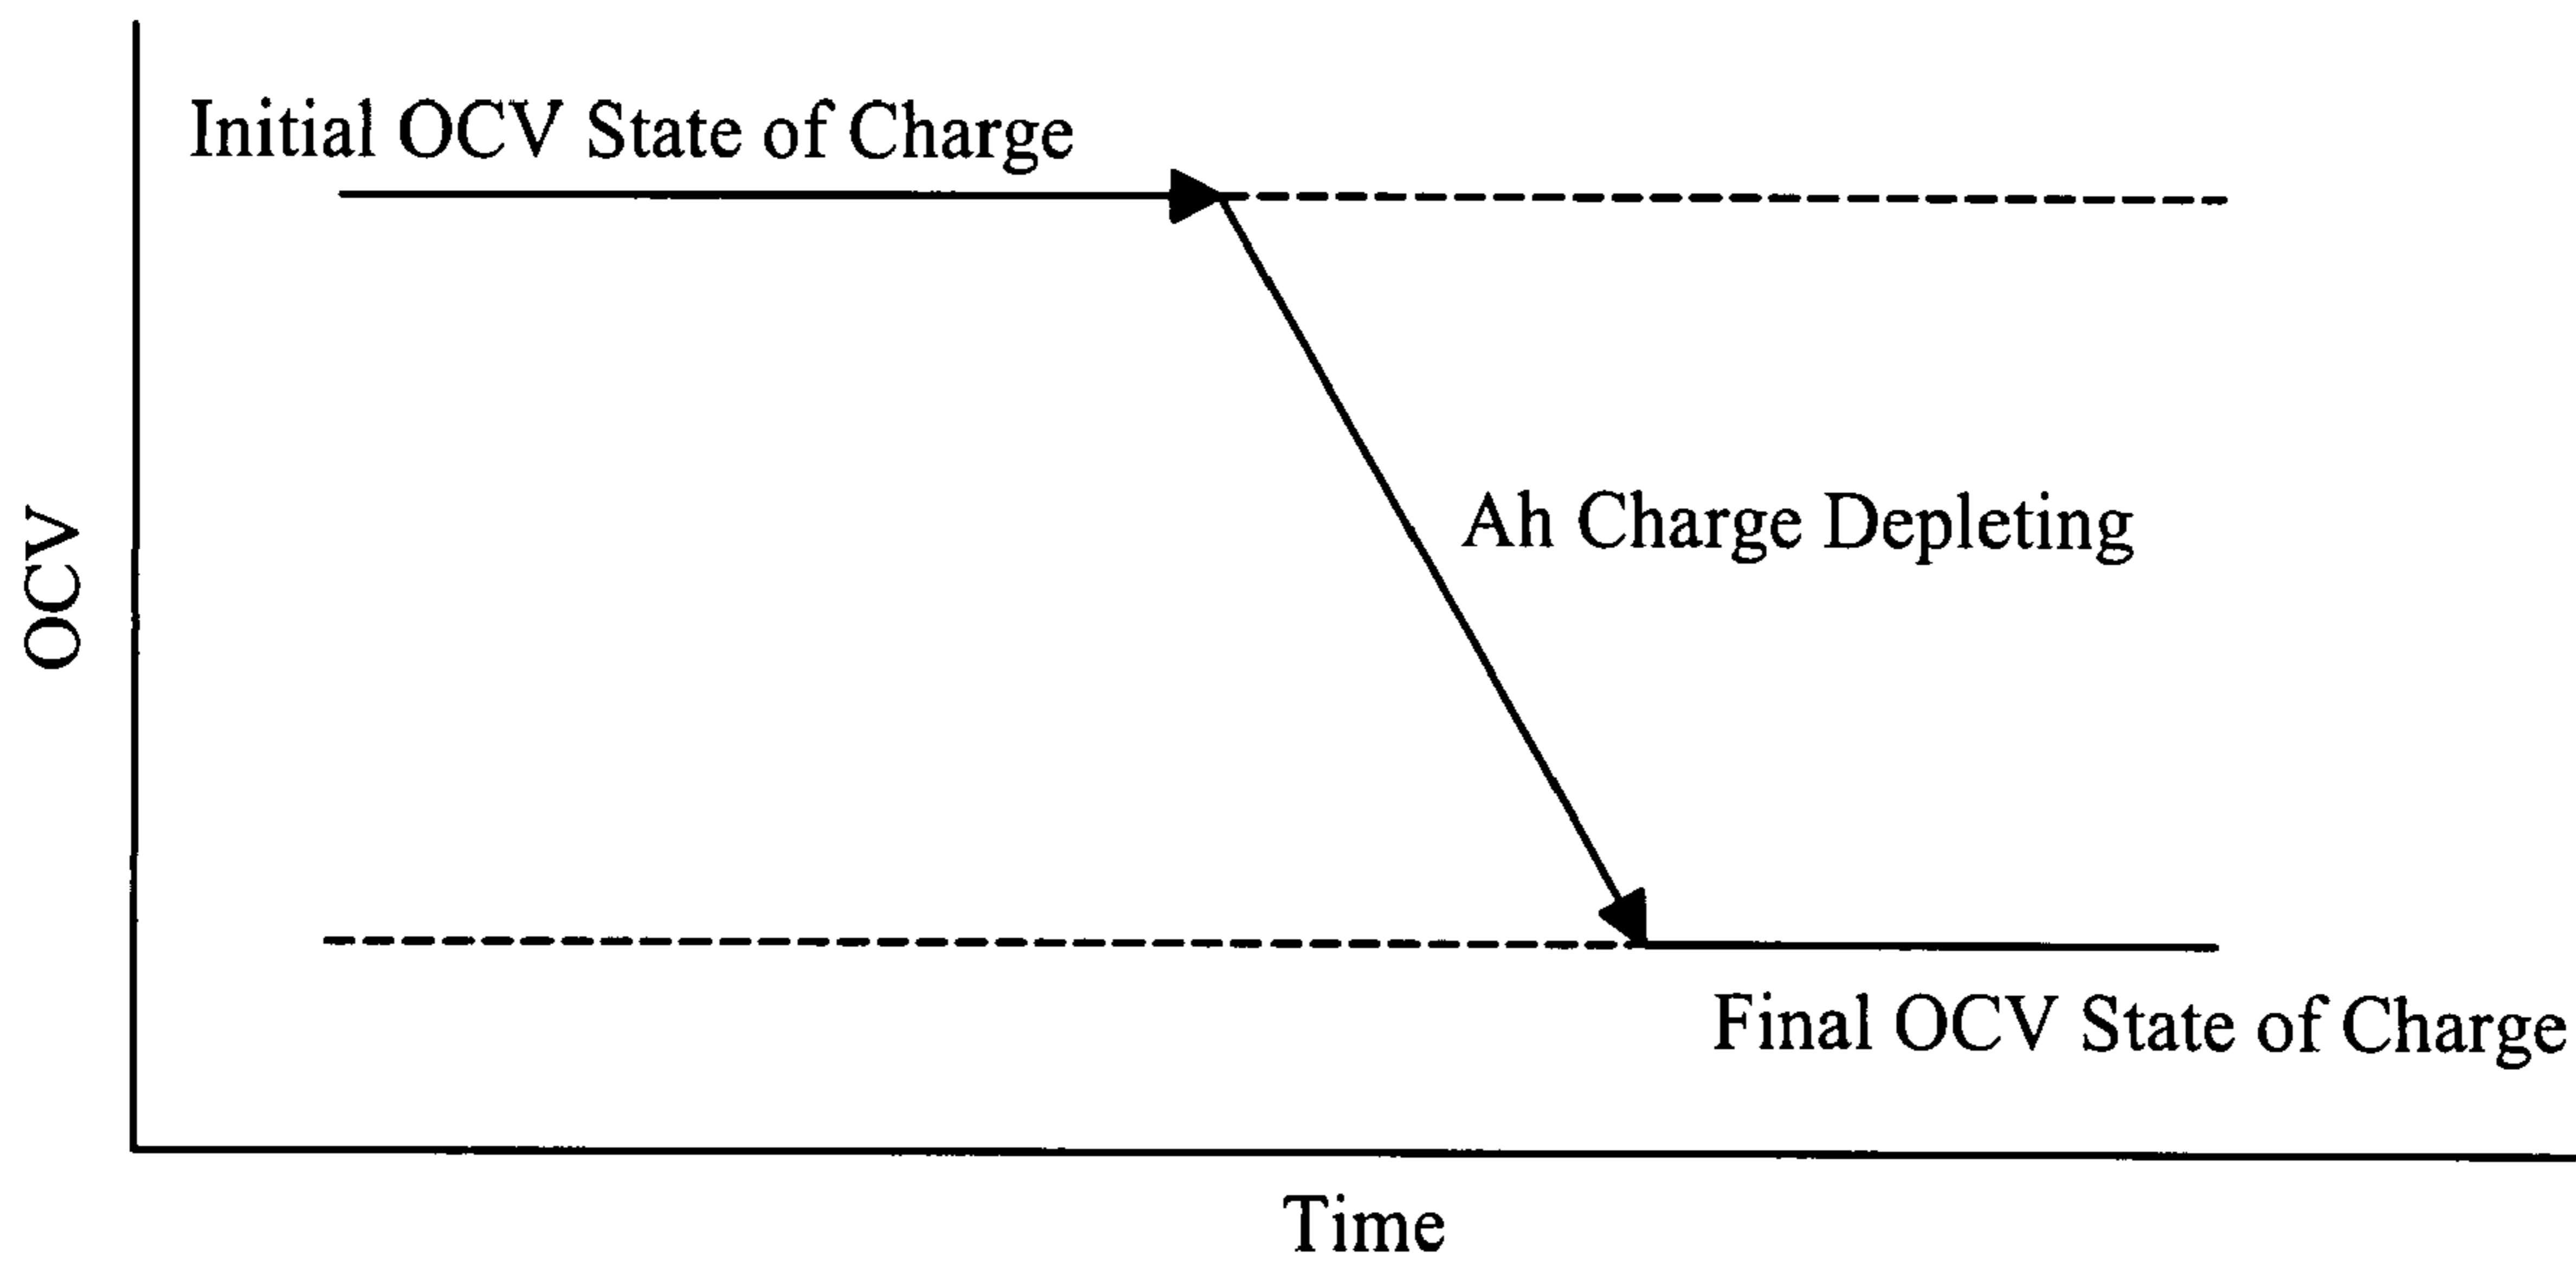 Initial OCV State of Charge
OCV
Ah Charge Depleting
Final OCV State of Charge
Time